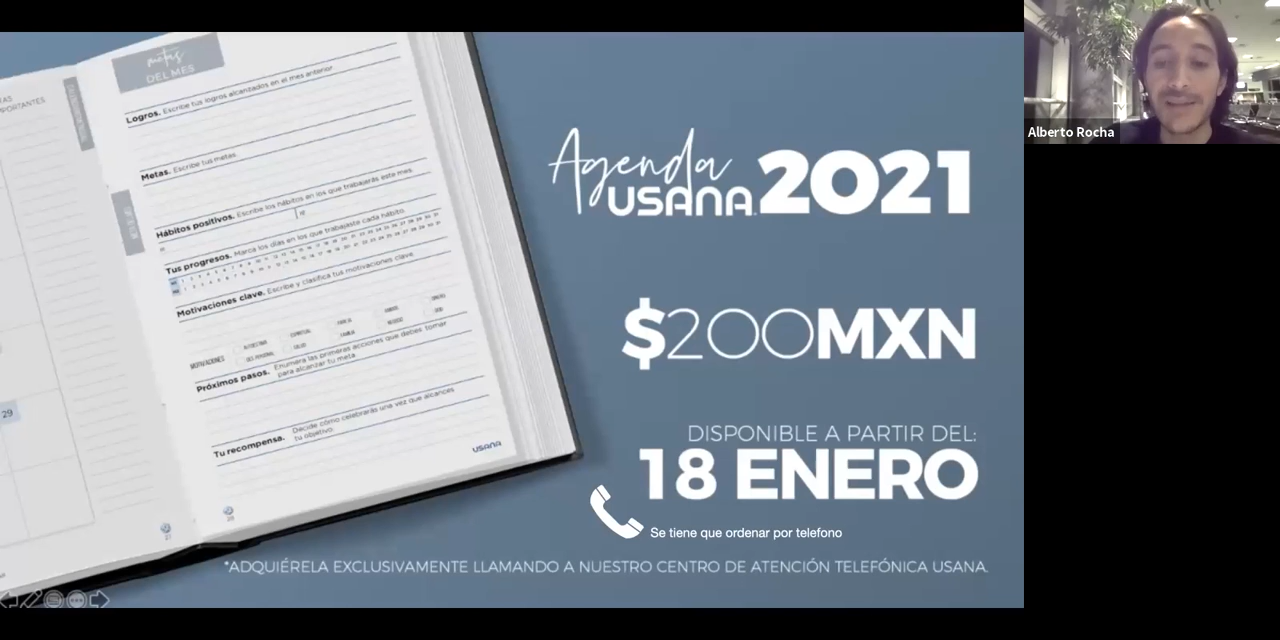 metas
DEL MES
IMPORTANTES
Logros. Escribe tus logros alcanzados en el mes anterior.
Metas. Escribe tus metas.
Hábitos positivos. Escribe los hábitos en los que trabajarás este mes.
Tus progresos. Marca los días en los que trabajaste cada hábito.
Motivaciones clave. Escribe y clasifica tus motivaciones clave.
MOTIVACIONES
Próximos pasos. Enumera las primeras acciones que debes tomar
para alcanzar tu meta.
Tu recompensa. Decide cómo celebrarás una vez que alcances
tu objetivo.
USANA
29
Agenda
USANA 2021
$200MXN
DISPONIBLE A PARTIR DEL:
18 ENERO
Se tiene que ordenar por telefono
*ADQUIÉRELA EXCLUSIVAMENTE LLAMANDO A NUESTRO CENTRO DE ATENCIÓN TELEFÓNICA USANA.
Alberto Rocha